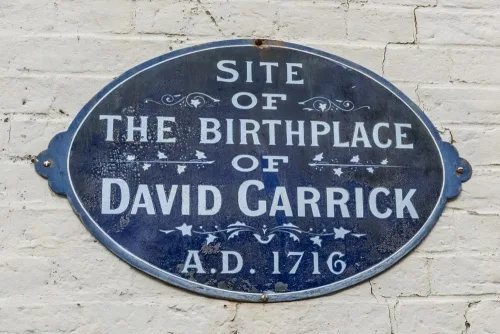 SITE
OF
THE BIRTHPLACE
OF
DAVID GARRICK
A.D. 1716